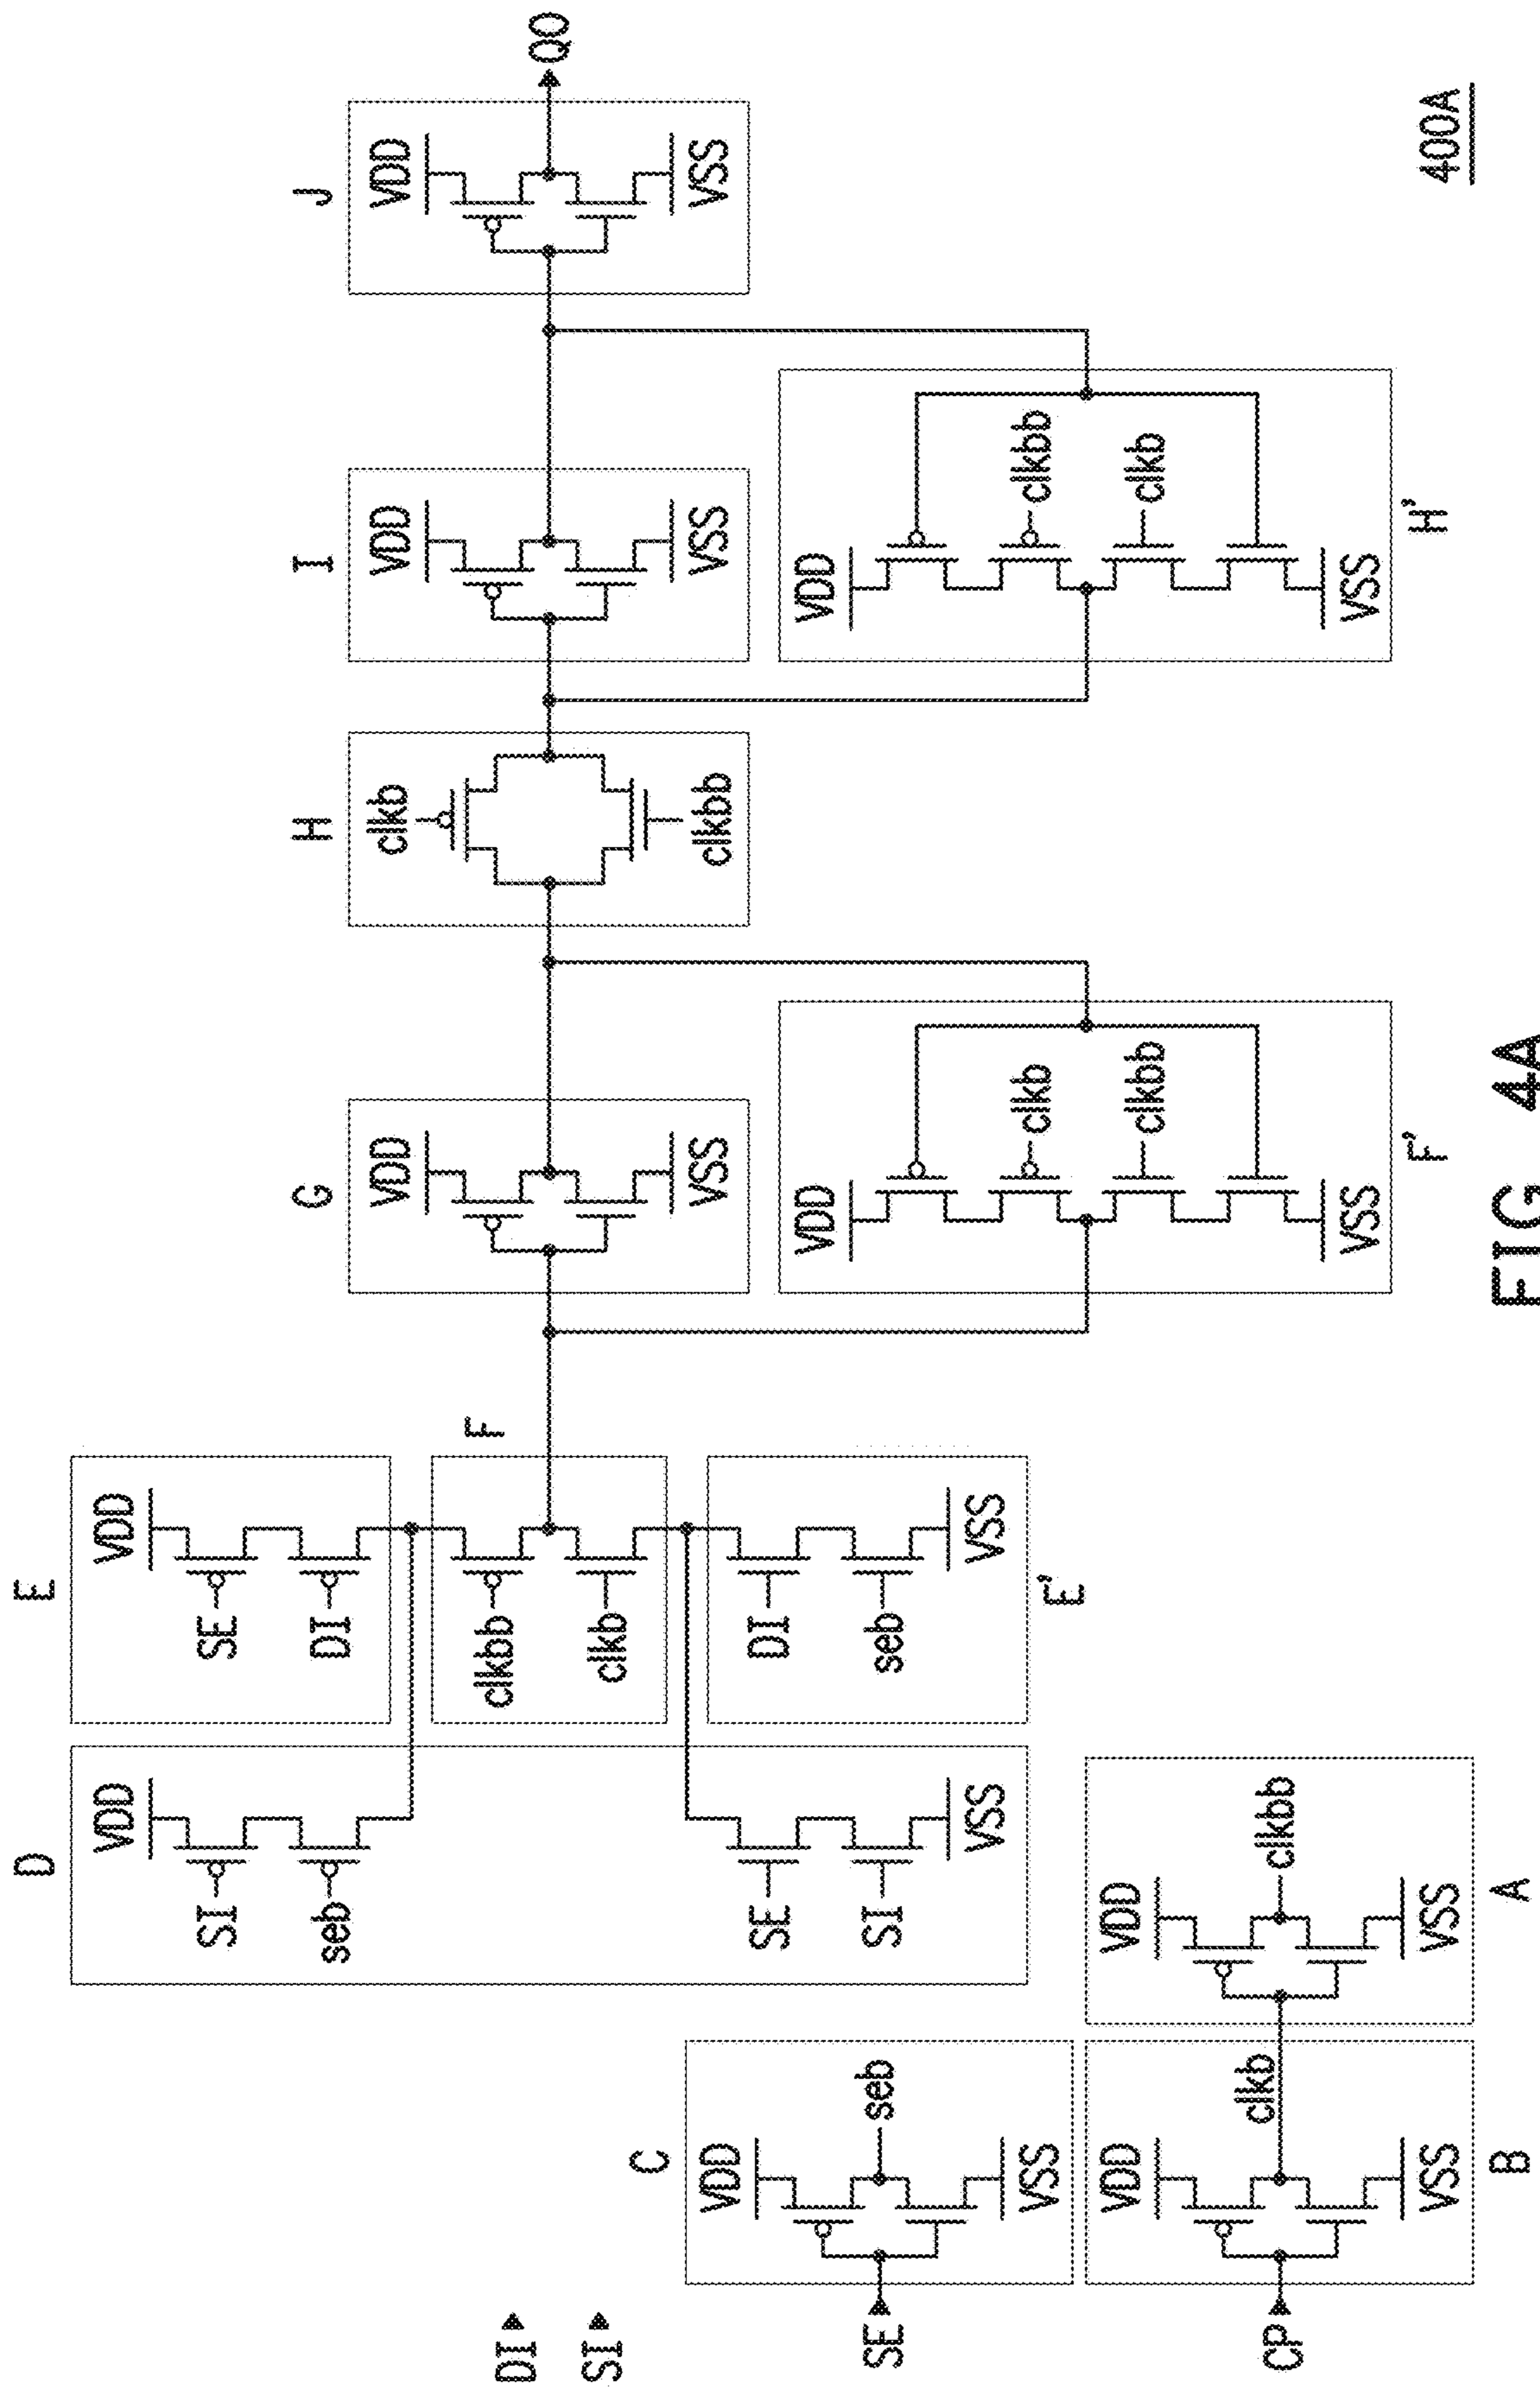 D
VDD
SI
seb
SE
SI
VSS
E
VDD
SE
DI
F
clkbb
clkb
DI
seb
VSS
E'
G
VDD
VSS
VDD
clkb
clkbb
VSS
F'
H
clkb
clkbb
I
VDD
VSS
VDD
clkbb
clkb
VSS
H'
J
VDD
VSS
QO
DI
SI
C
SE
VDD
seb
VSS
CP
VDD
clkb
VSS
B
VDD
clkbb
VSS
A
400A
FIG 4A